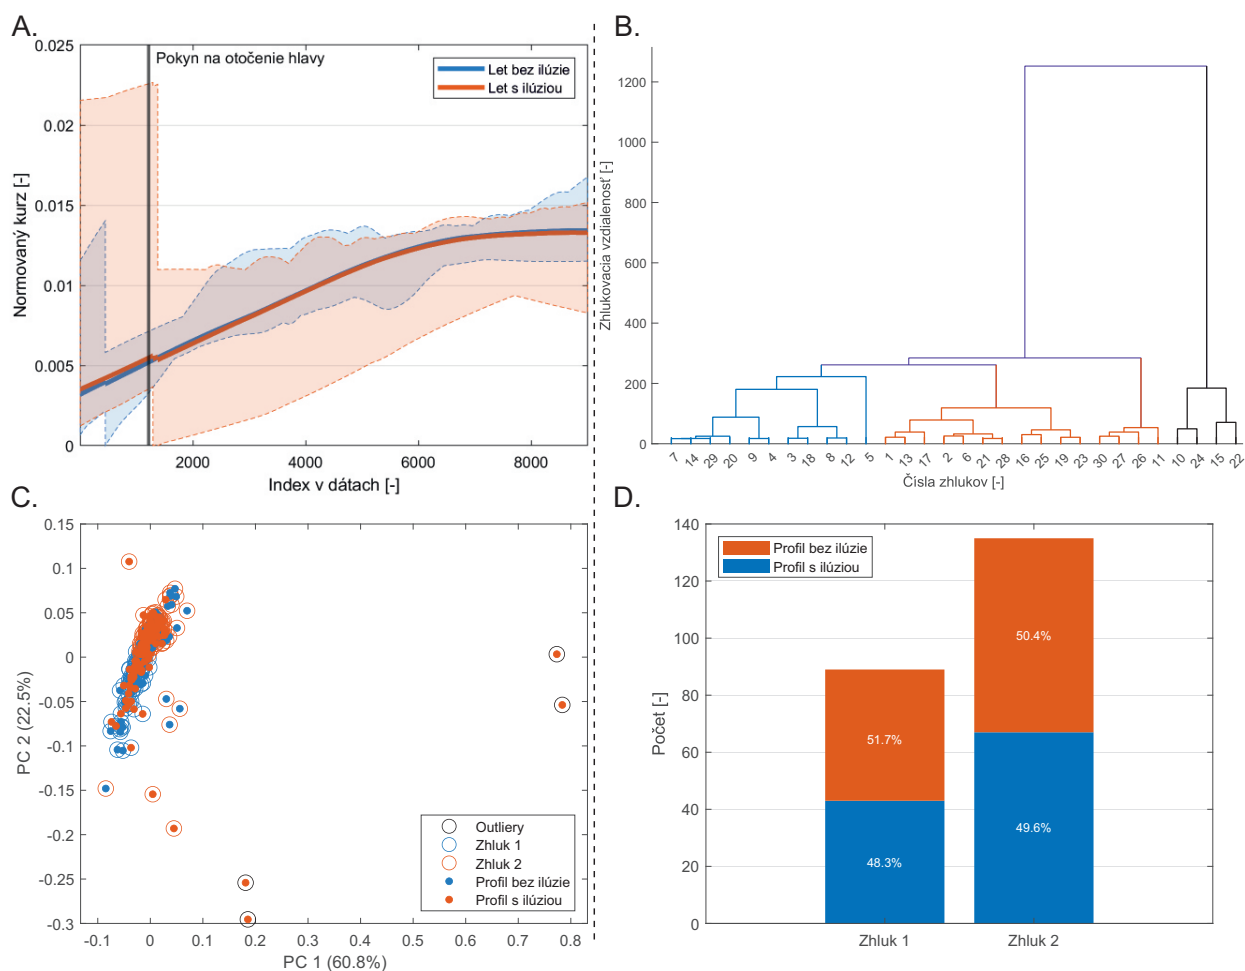 A.
0.025
0.02
0.015
0.01
0.005
0
Normovaný kurz [-]
Pokyn na otočenie hlavy
Let bez ilúzie
Let s ilúziou
2000 4000 6000 8000
Index v dátach [-]
B.
1200
1000
800
600
400
200
0
Zhlukovacia vzdialenosť [-]
7 14 29 20 9 4 3 18 8 12 5 1 13 17 2 6 21 28 16 25 19 23 30 27 26 11 10 24 15 22
Čísla zhlukov [-]
C.
0.15
0.1
0.05
0
-0.05
-0.1
-0.15
-0.2
-0.25
-0.3
PC 2 (22.5%)
Outliery
Zhluk 1
Zhluk 2
Profil bez ilúzie
Profil s ilúziou
-0.1 0 0.1 0.2 0.3 0.4 0.5 0.6 0.7 0.8
PC 1 (60.8%)
D.
140
120
100
80
60
40
20
0
Počet [-]
Profil bez ilúzie
Profil s ilúziou
50.4%
51.7%
49.6%
48.3%
Zhluk 1 Zhluk 2